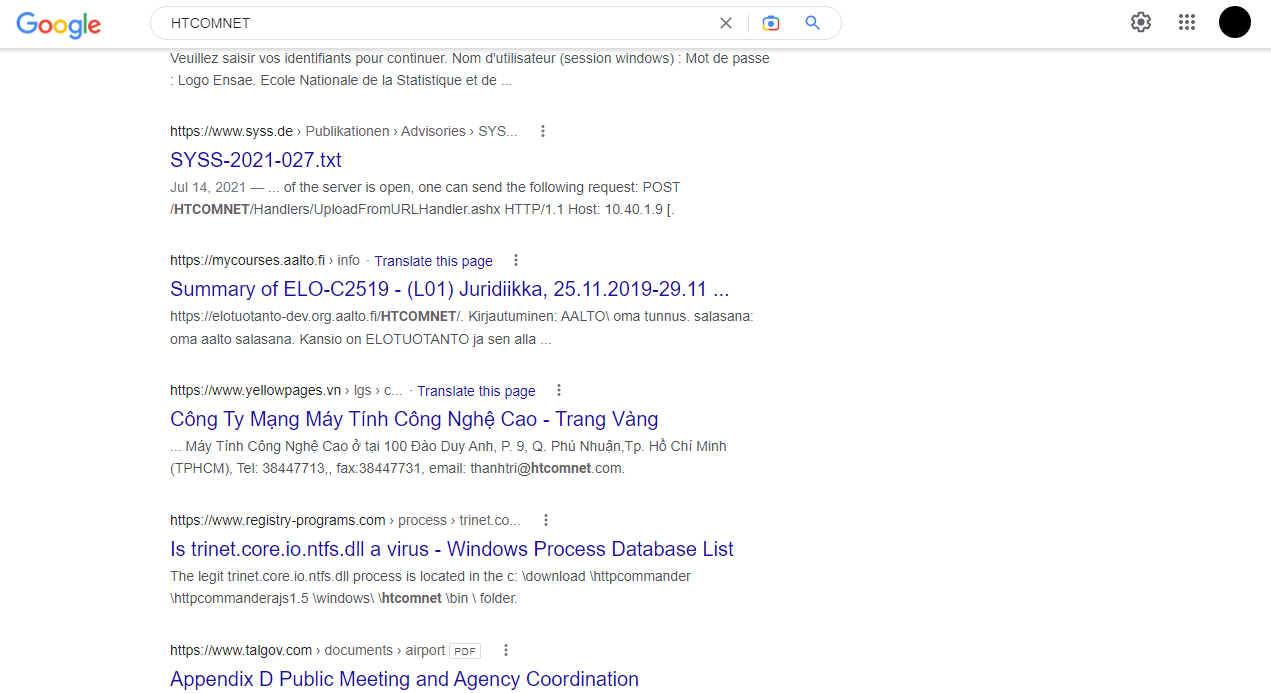 Google
HTCOMNET
Veuillez saisir vos identifiants pour continuer. Nom d'utilisateur (session windows) : Mot de passe
: Logo Ensae. Ecole Nationale de la Statistique et de ...
https://www.syss.de › Publikationen › Advisories › SYS...
SYSS-2021-027.txt
Jul 14, 2021 — ... of the server is open, one can send the following request: POST
/HTCOMNET/Handlers/UploadFromURLHandler.ashx HTTP/1.1 Host: 10.40.1.9 [.
https://mycourses.aalto.fi › info · Translate this page
Summary of ELO-C2519 - (L01) Juridiikka, 25.11.2019-29.11 ...
https://elotuotanto-dev.org.aalto.fi/HTCOMNET/. Kirjautuminen: AALTO\ oma tunnus. salasana:
oma aalto salasana. Kansio on ELOTUOTANTO ja sen alla ...
https://www.yellowpages.vn › lgs › c... · Translate this page
Công Ty Mạng Máy Tính Công Nghệ Cao - Trang Vàng
... Máy Tính Công Nghệ Cao ở tại 100 Đào Duy Anh, P. 9, Q. Phú Nhuận,Tp. Hồ Chí Minh
(TPHCM), Tel: 38447713,, fax:38447731, email: thanhtri@htcomnet.com.
https://www.registry-programs.com › process › trinet.co...
Is trinet.core.io.ntfs.dll a virus - Windows Process Database List
The legit trinet.core.io.ntfs.dll process is located in the c: \download \httpcommander
\httpcommanderajs1.5 \windows\ \htcomnet \bin \ folder.
https://www.talgov.com › documents › airport PDF
Appendix D Public Meeting and Agency Coordination